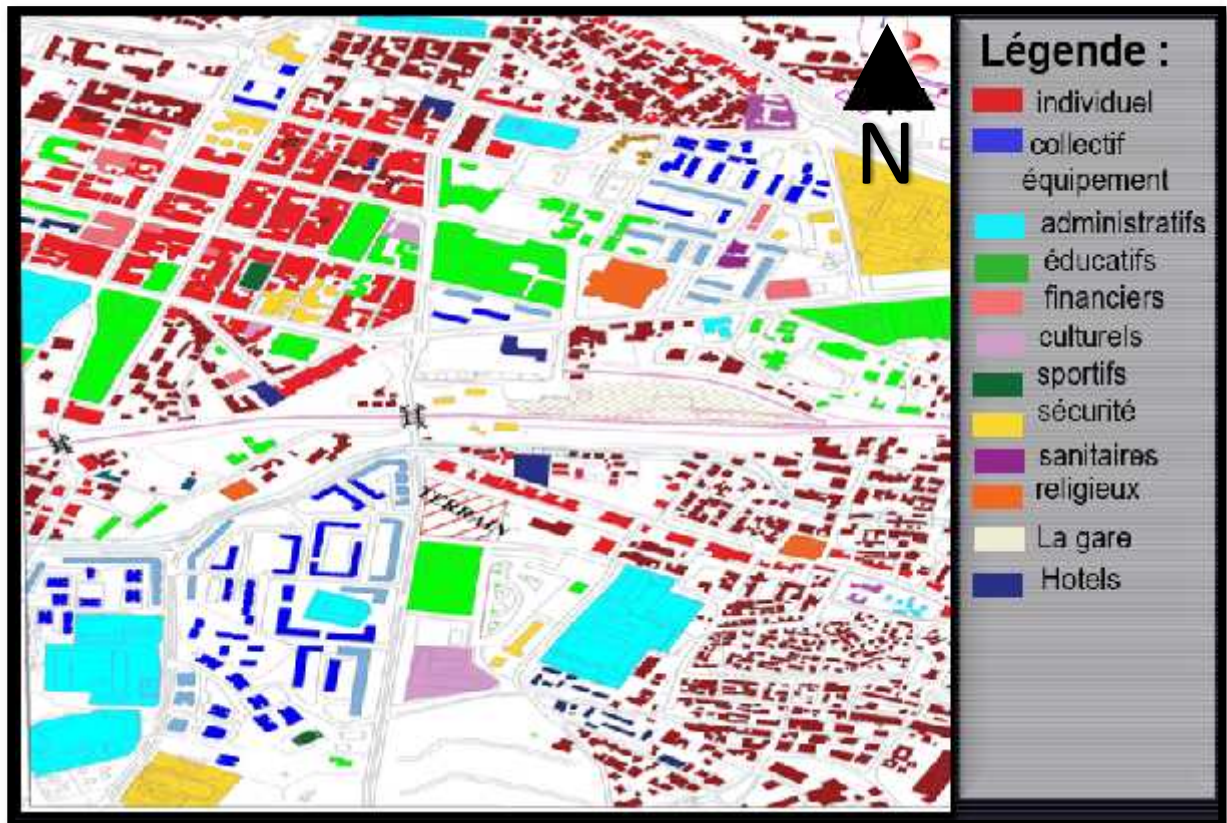 N
TERRAIN
Légende :
individuel
collectif
équipement
administratifs
éducatifs
financiers
culturels
sportifs
sécurité
sanitaires
religieux
La gare
Hotels